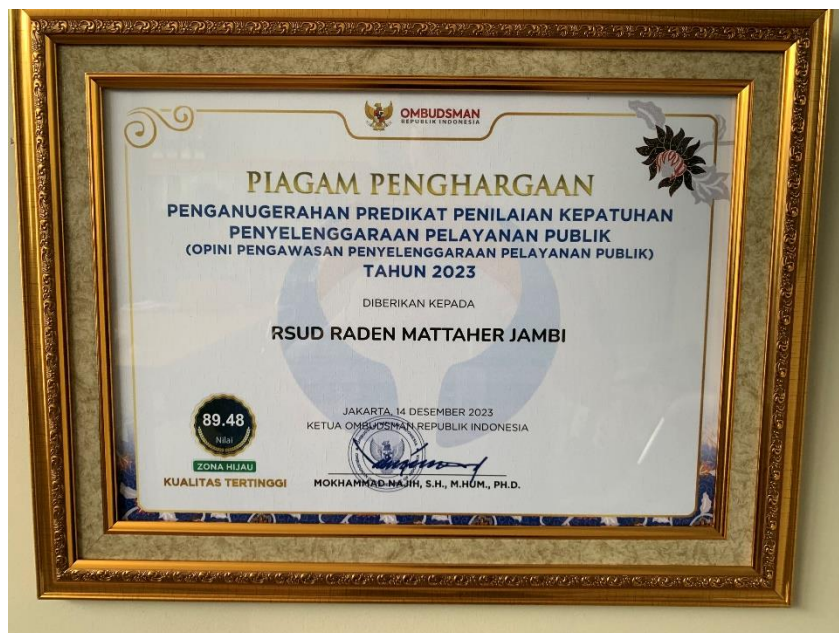 OMBUDSMAN
REPUBLIK INDONESIA
PIAGAM PENGHARGAAN
PENGANUGERAHAN PREDIKAT PENILAIAN KEPATUHAN
PENYELENGGARAAN PELAYANAN PUBLIK
(OPINI PENGAWASAN PENYELENGGARAAN PELAYANAN PUBLIK)
TAHUN 2023
DIBERIKAN KEPADA
RSUD RADEN MATTAHER JAMBI
89.48
Nilai
ZONA HIJAU
KUALITAS TERTINGGI
JAKARTA, 14 DESEMBER 2023
KETUA OMBUDSMAN REPUBLIK INDONESIA
MOKHAMMAD NAJIH, S.H., M.HUM., PH.D.